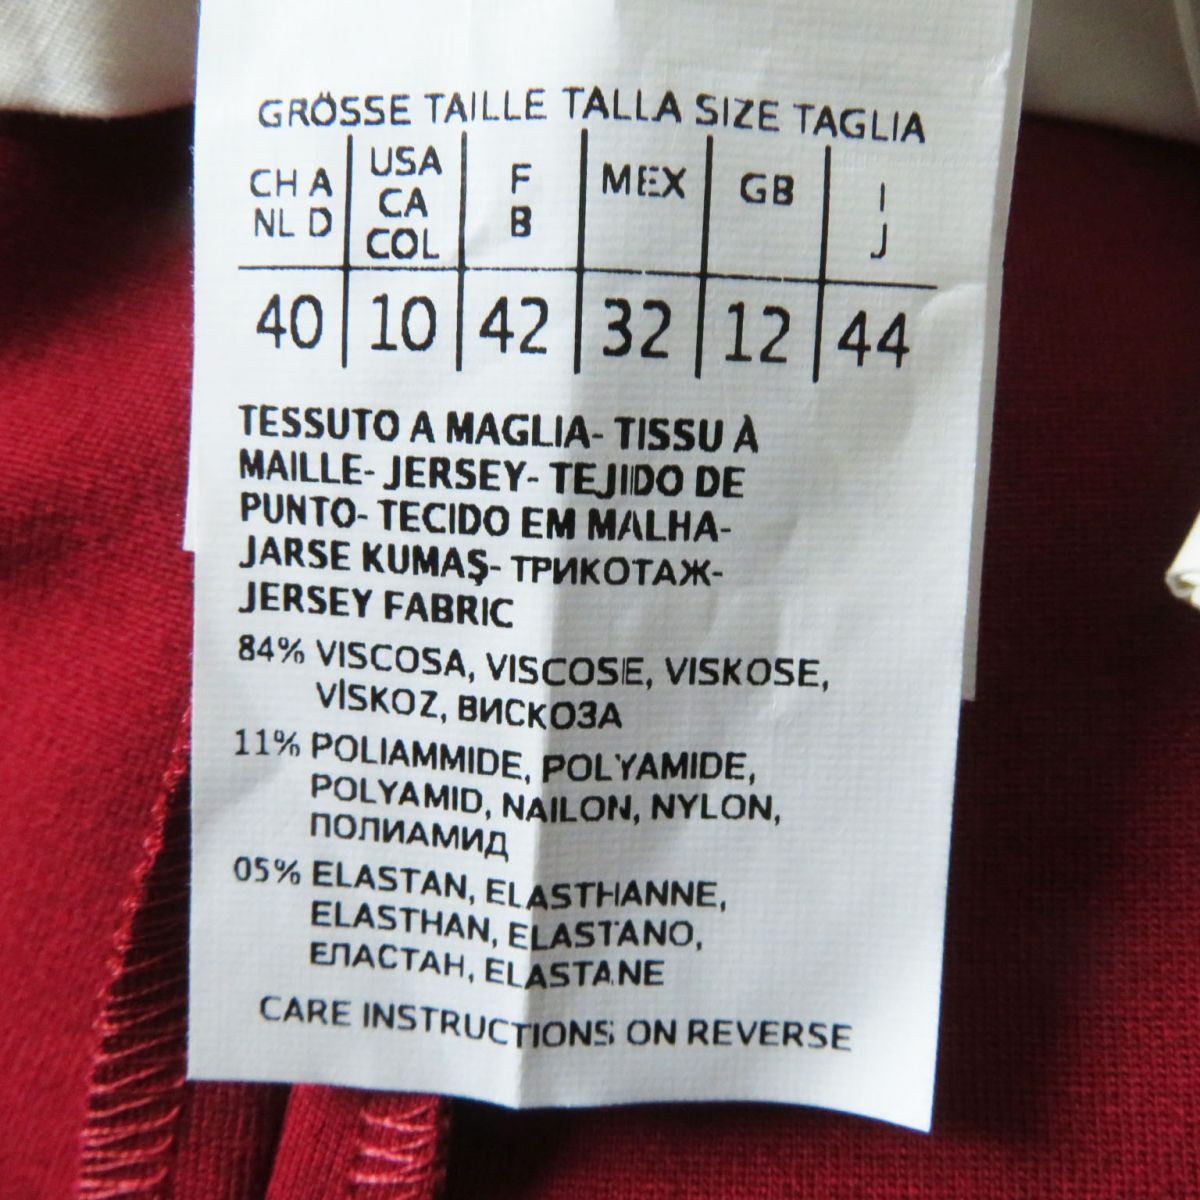 GRÖSSE TAILLE TALLA SIZE TAGLIA
CH A NL D | USA CA COL | F B | MEX | GB | I J
40 | 10 | 42 | 32 | 12 | 44
TESSUTO A MAGLIA- TISSU À
MAILLE- JERSEY- TEJIDO DE
PUNTO- TECIDO EM MALHA-
JARSE KUMAŞ- ТРИКОТАЖ-
JERSEY FABRIC
84% VISCOSA, VISCOSE, VISKOSE,
VİSKOZ, ВИСКОЗА
11% POLIAMMIDE, POLYAMIDE,
POLYAMID, NAILON, NYLON,
ПОЛИАМИД
05% ELASTAN, ELASTHANNE,
ELASTHAN, ELASTANO,
ЕЛАСТАН, ELASTANE
CARE INSTRUCTIONS ON REVERSE